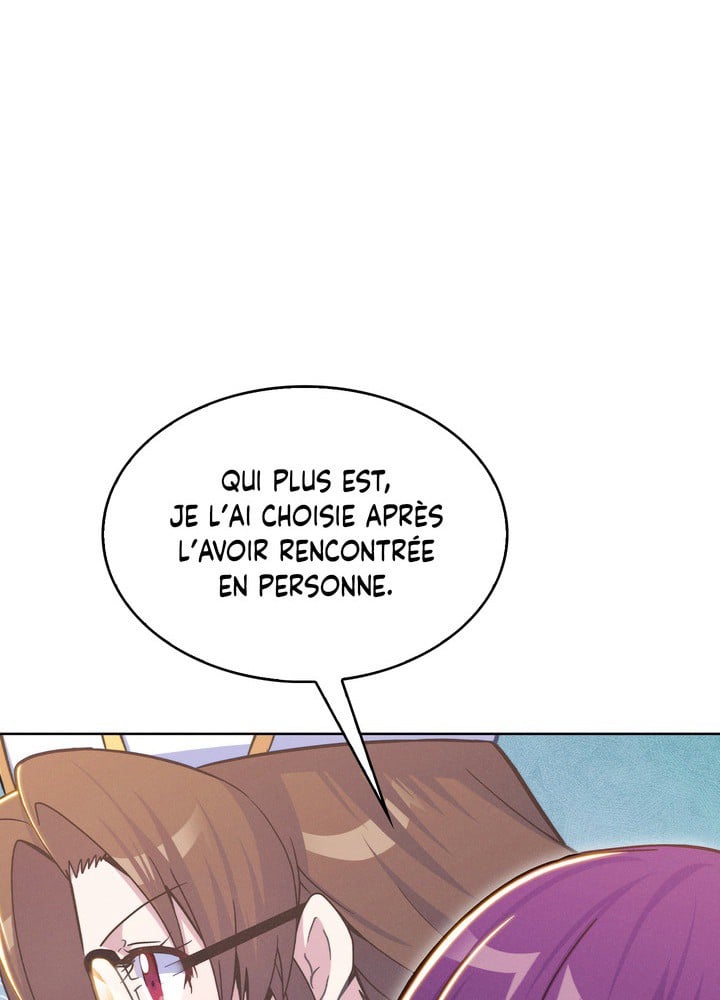 QUI PLUS EST,
JE L'AI CHOISIE APRÈS
L'AVOIR RENCONTRÉE
EN PERSONNE.